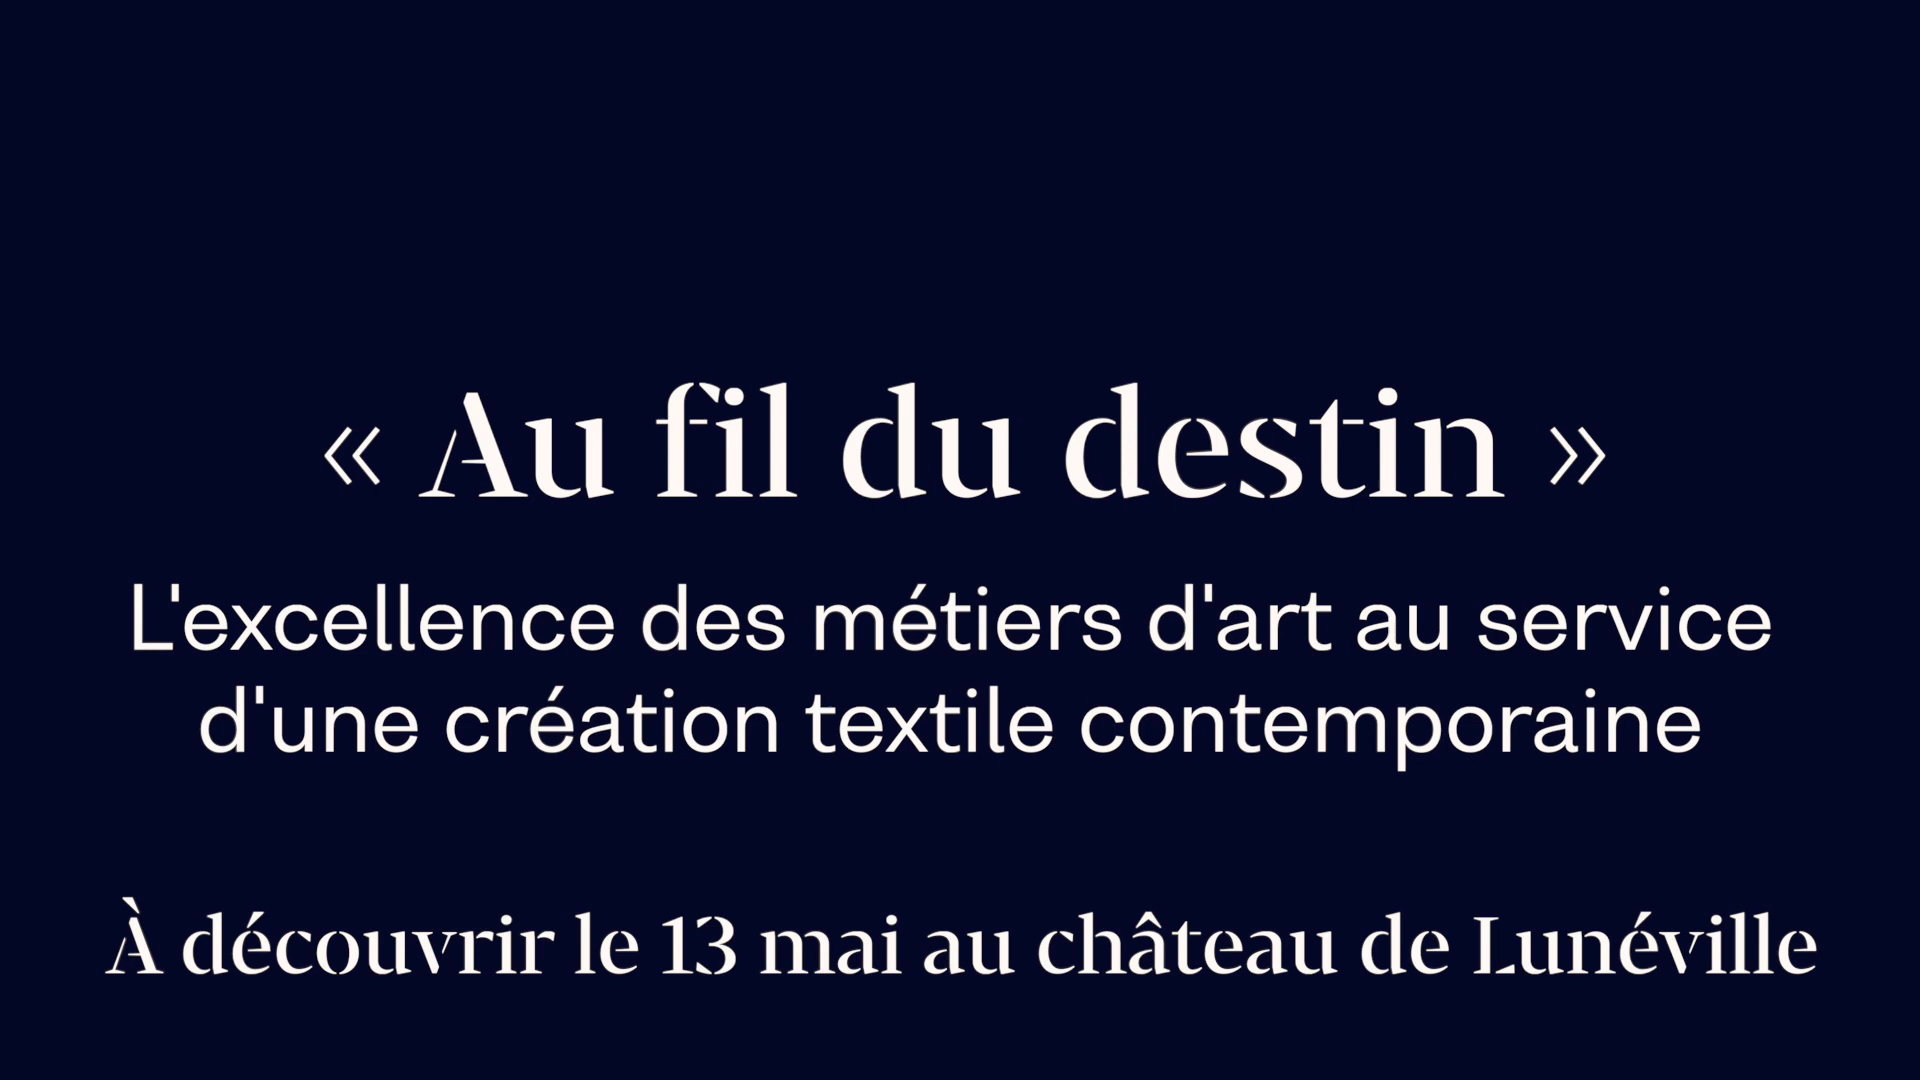 « Au fil du destin »
L'excellence des métiers d'art au service
d'une création textile contemporaine
À découvrir le 13 mai au château de Lunéville